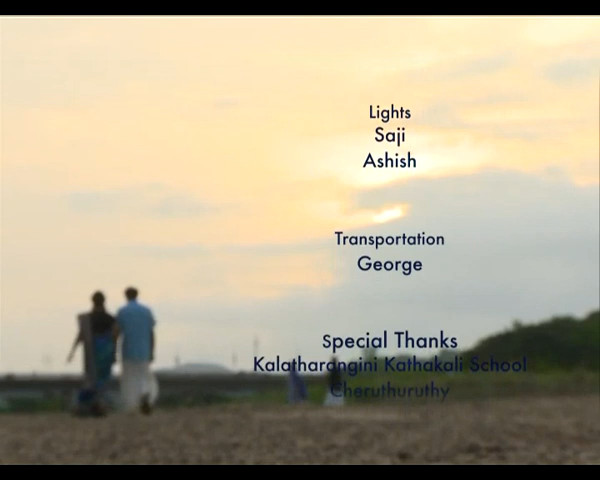 Lights
Saji
Ashish
Transportation
George
Special Thanks
Kalatharangini Kathakali School
Cheruthuruthy